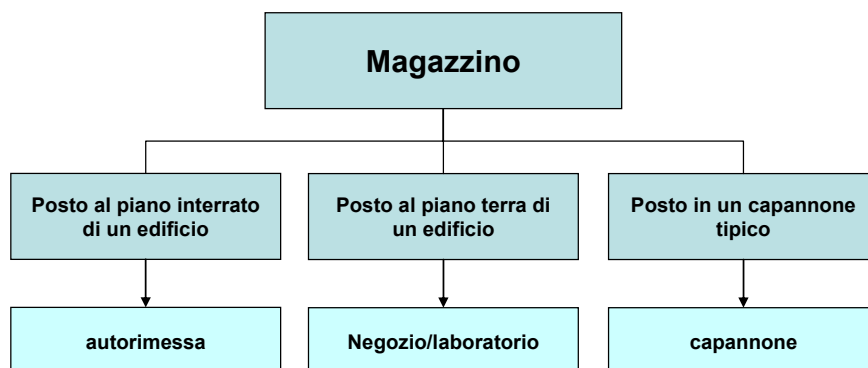 Magazzino
Posto al piano interrato
di un edificio
Posto al piano terra di
un edificio
Posto in un capannone
tipico
autorimessa
Negozio/laboratorio
capannone